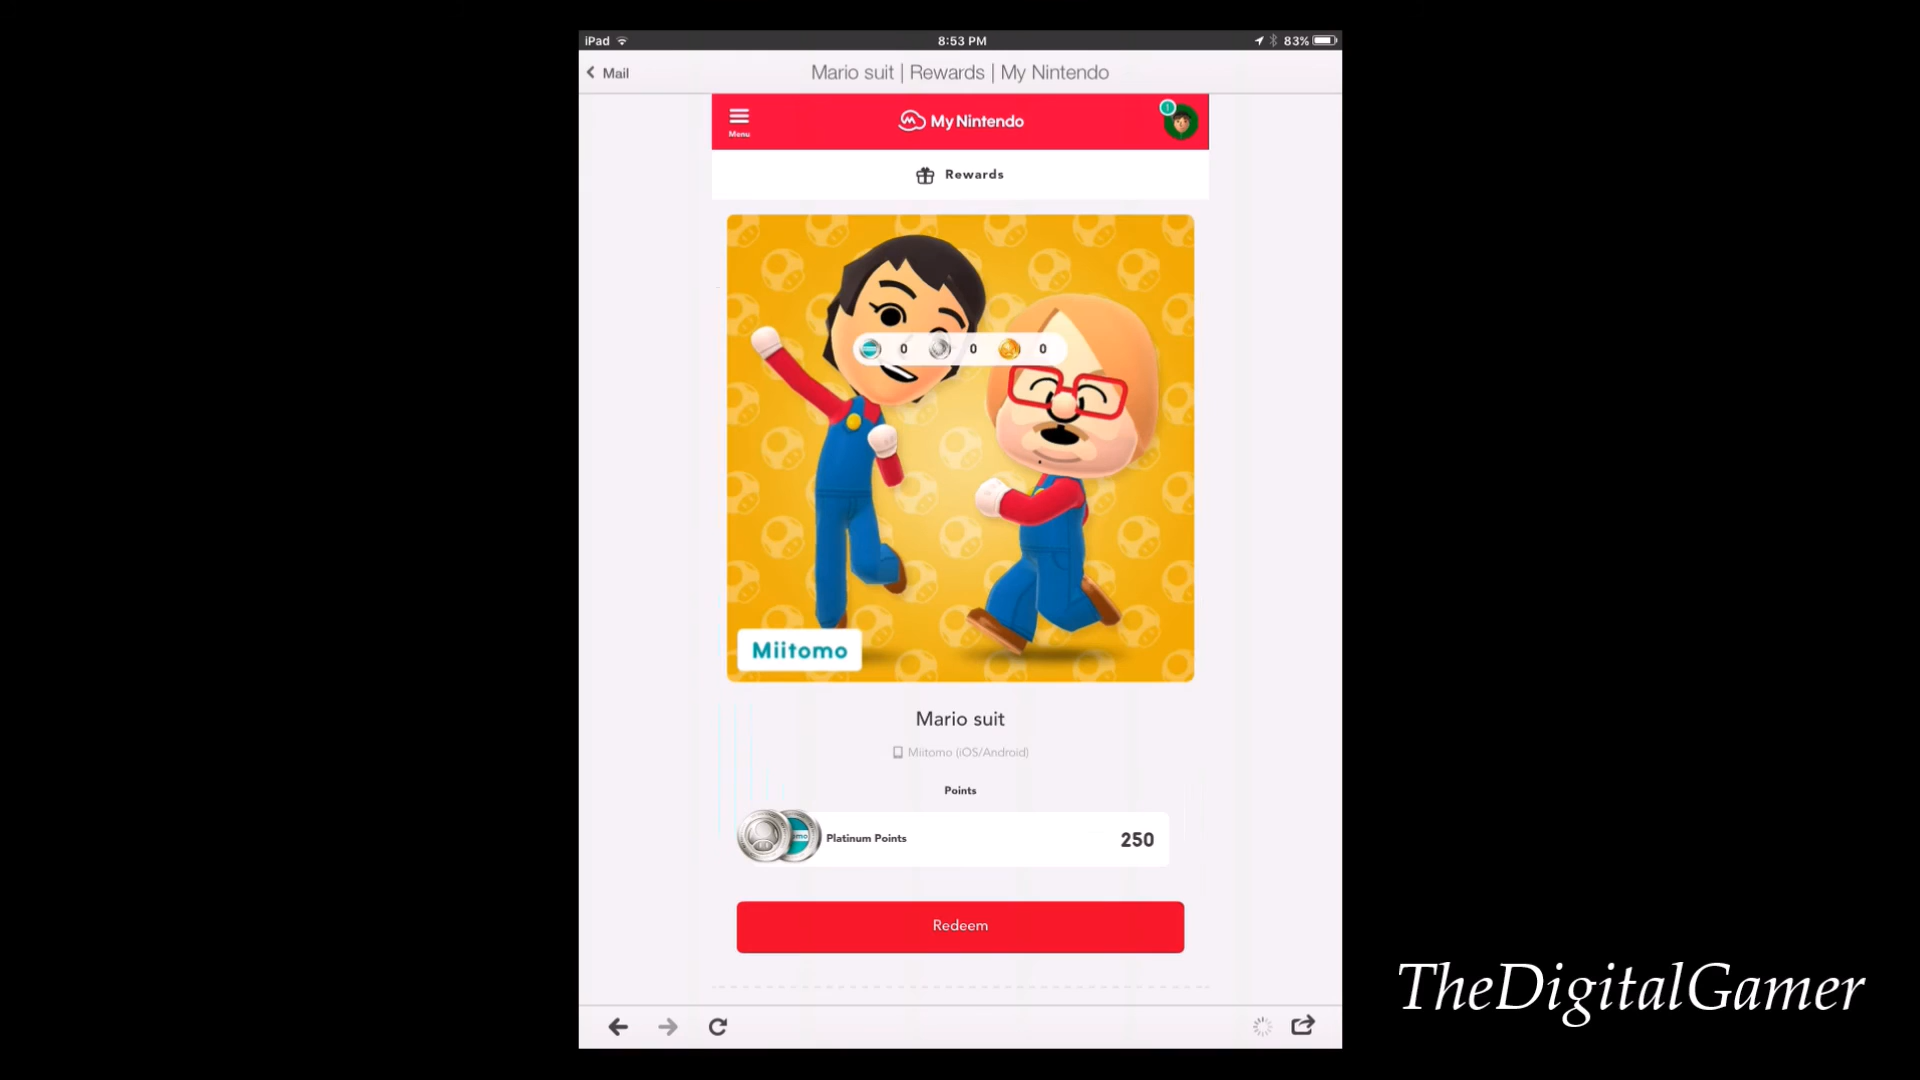 iPad 8:53 PM 83%
Mail Mario suit | Rewards | My Nintendo
Menu My Nintendo 1
Rewards
0 0 0
Miitomo
Mario suit
Miitomo (iOS/Android)
Points
Platinum Points 250
Redeem
TheDigitalGamer